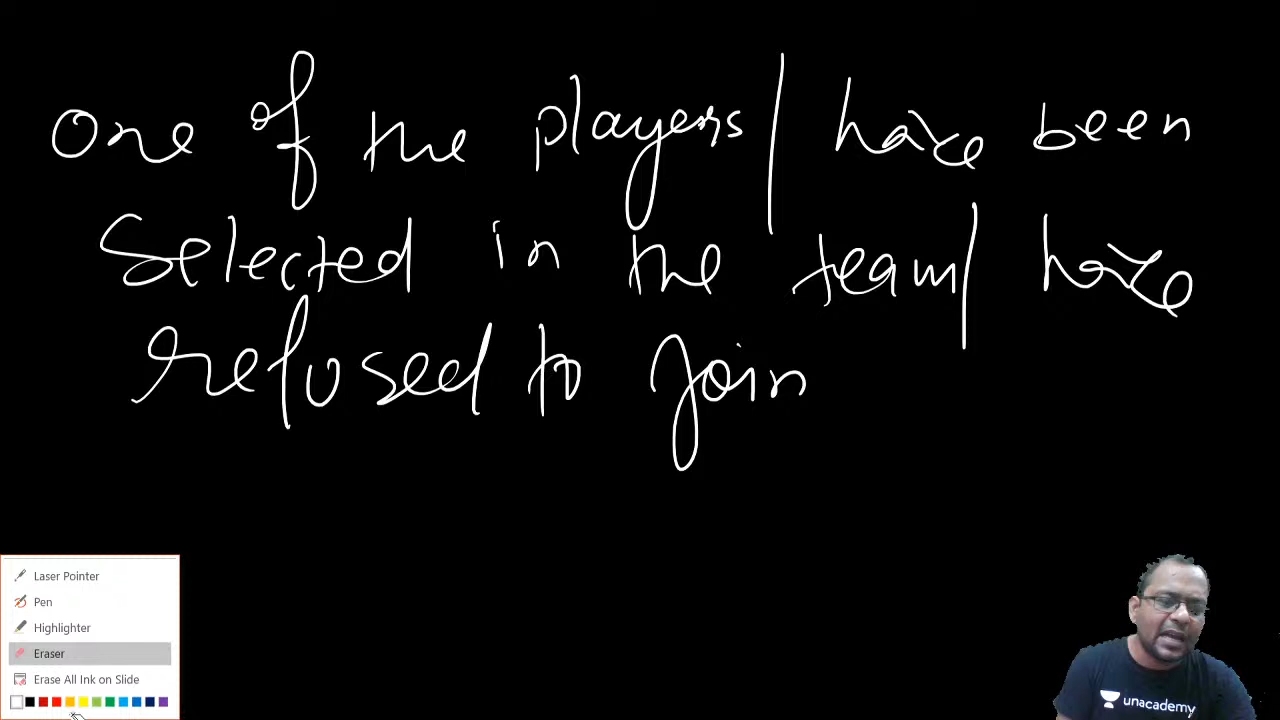 One of the players / have been
selected in the team / have
refused to join
Laser Pointer
Pen
Highlighter
Eraser
Erase All Ink on Slide
unacademy